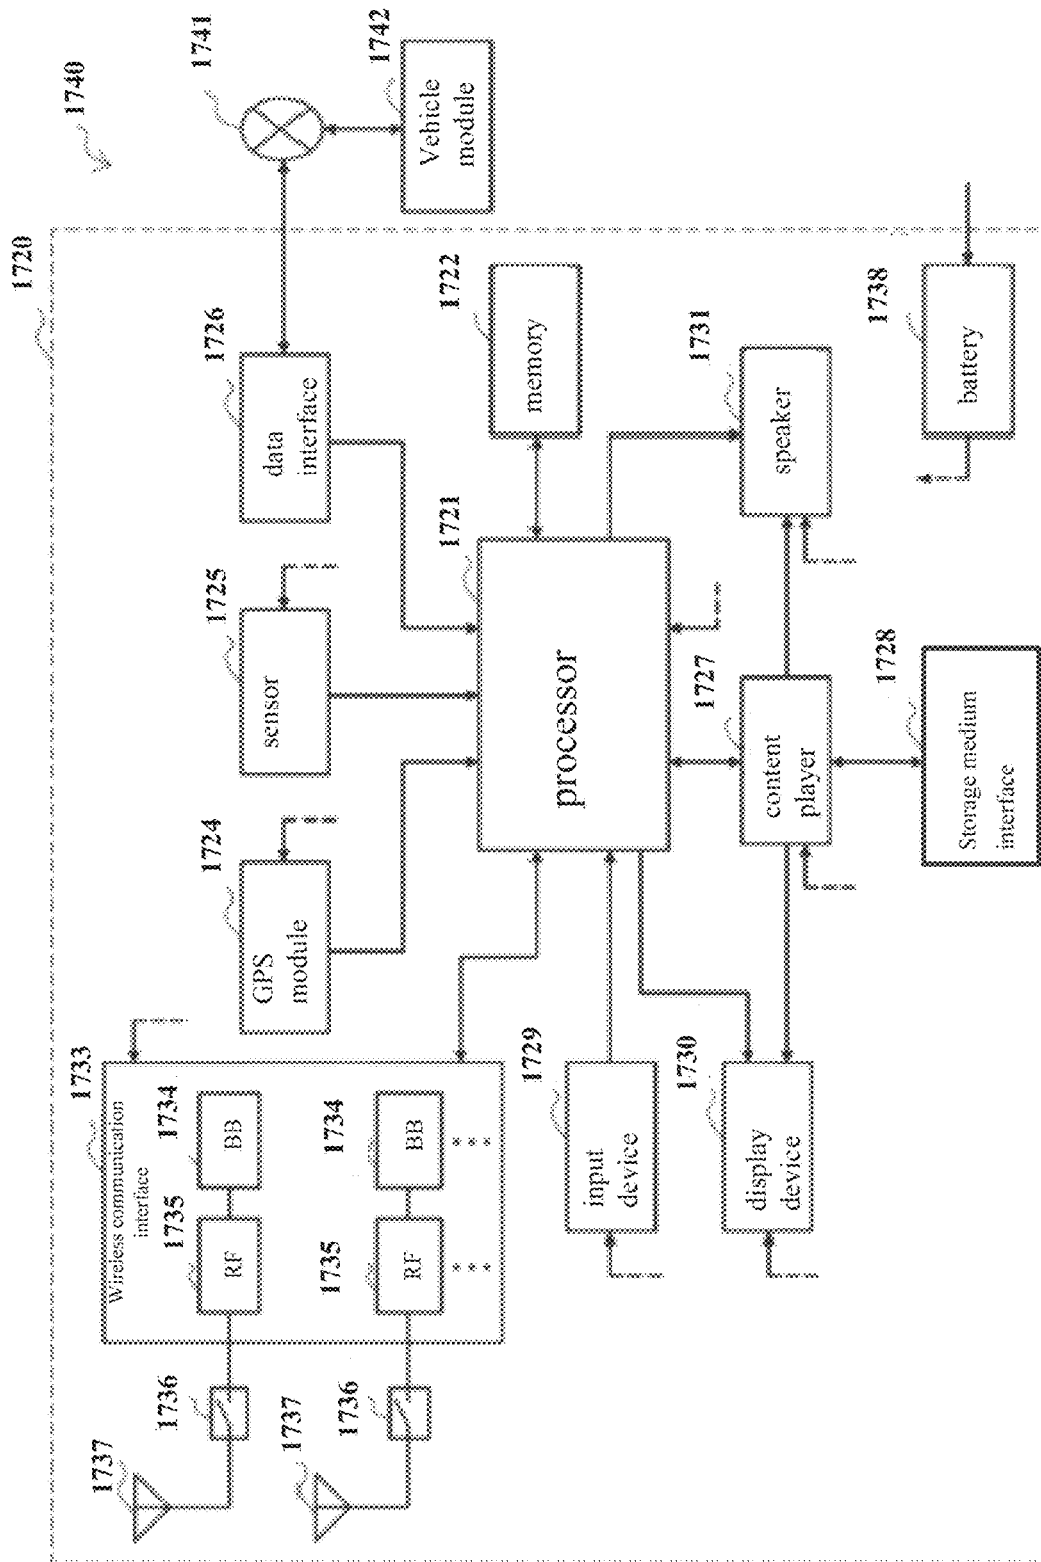 1740
1741
1742
Vehicle
module
1720
1726
data
interface
1722
memory
1731
speaker
1738
battery
1725
sensor
1721
processor
1727
content
player
1728
Storage medium
interface
1724
GPS
module
1733
Wireless communication
interface
1734
BB
1735
RF
1734
BB
1735
RF
1729
input
device
1730
display
device
1736
1737
1736
1737